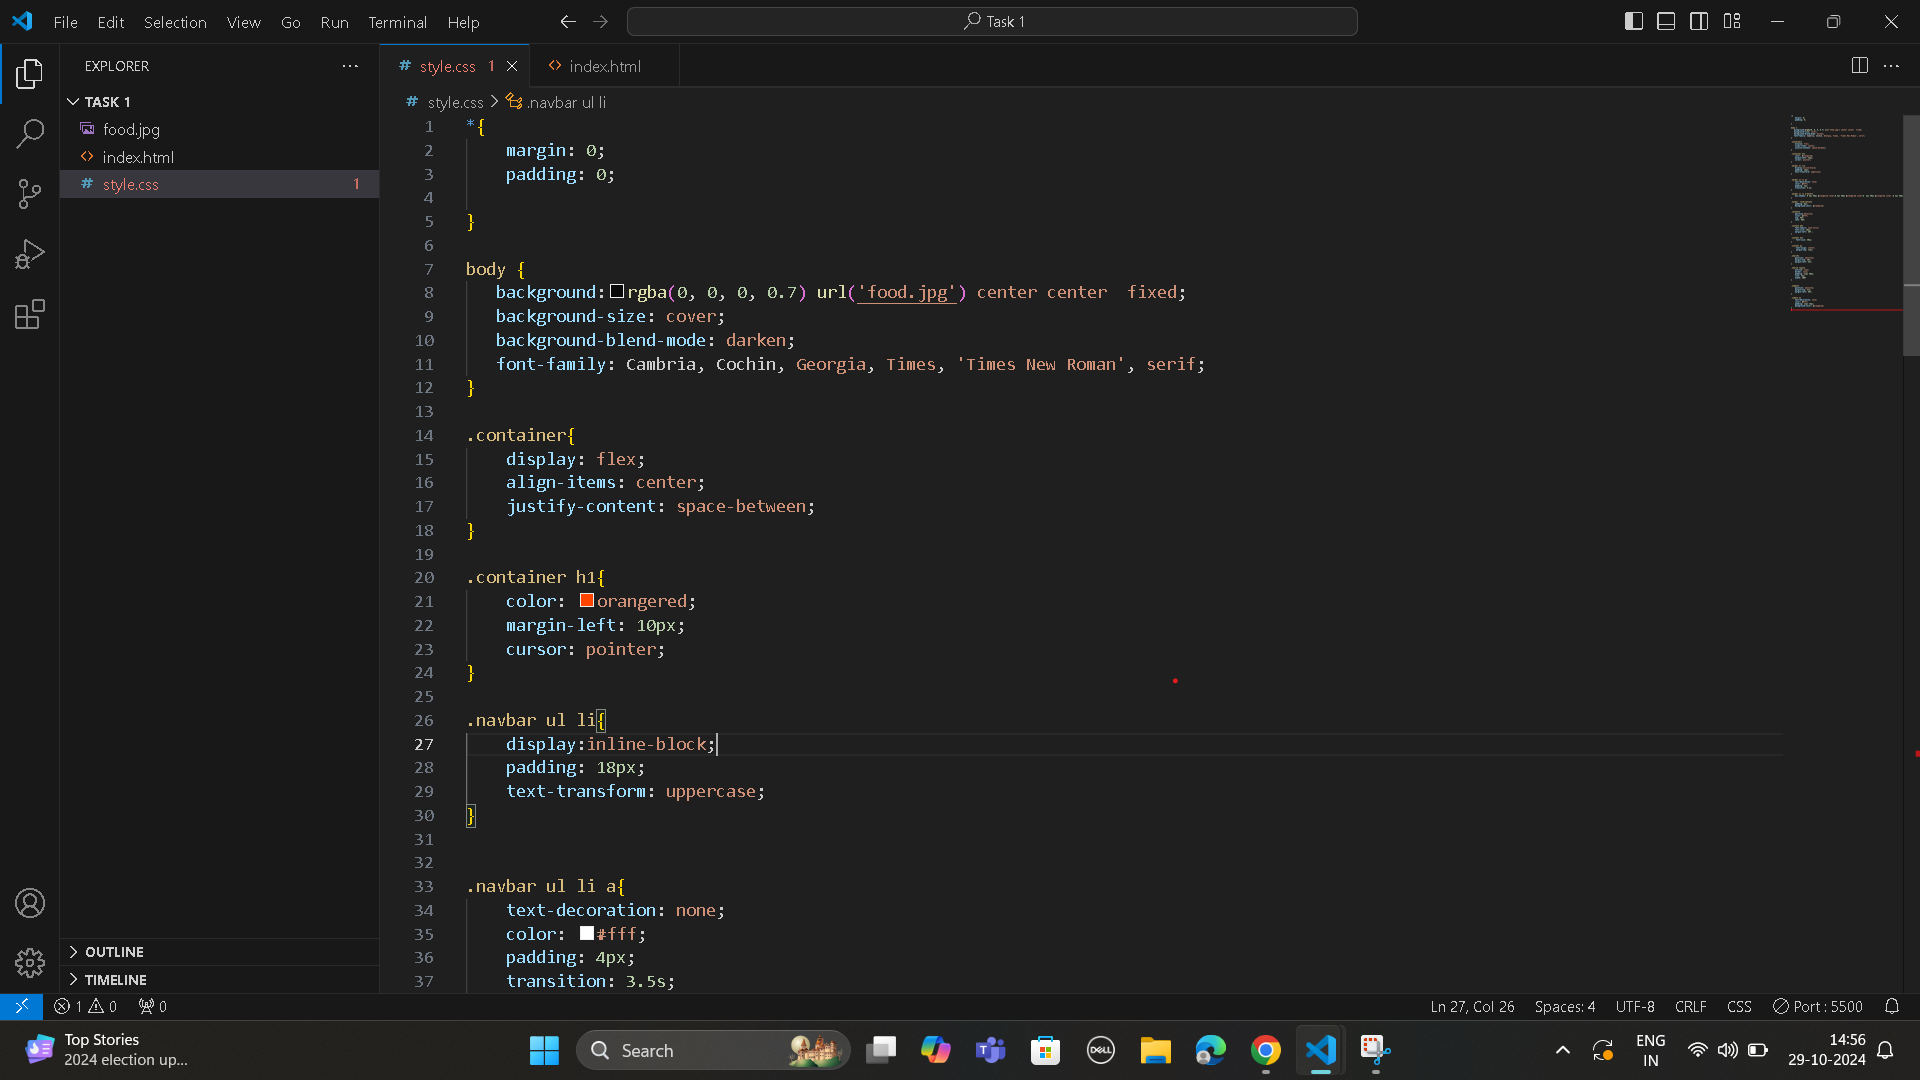 File Edit Selection View Go Run Terminal Help
Task 1
EXPLORER
TASK 1
food.jpg
index.html
style.css 1
OUTLINE
TIMELINE
style.css 1
index.html
style.css > .navbar ul li
1 *{
2 margin: 0;
3 padding: 0;
4
5 }
6
7 body {
8 background: rgba(0, 0, 0, 0.7) url('food.jpg') center center fixed;
9 background-size: cover;
10 background-blend-mode: darken;
11 font-family: Cambria, Cochin, Georgia, Times, 'Times New Roman', serif;
12 }
13
14 .container{
15 display: flex;
16 align-items: center;
17 justify-content: space-between;
18 }
19
20 .container h1{
21 color: orangered;
22 margin-left: 10px;
23 cursor: pointer;
24 }
25
26 .navbar ul li{
27 display:inline-block;
28 padding: 18px;
29 text-transform: uppercase;
30 }
31
32
33 .navbar ul li a{
34 text-decoration: none;
35 color: #fff;
36 padding: 4px;
37 transition: 3.5s;
1 0 0
Ln 27, Col 26 Spaces: 4 UTF-8 CRLF CSS Port : 5500
Top Stories
2024 election up...
Search
DELL
ENG
IN
14:56
29-10-2024